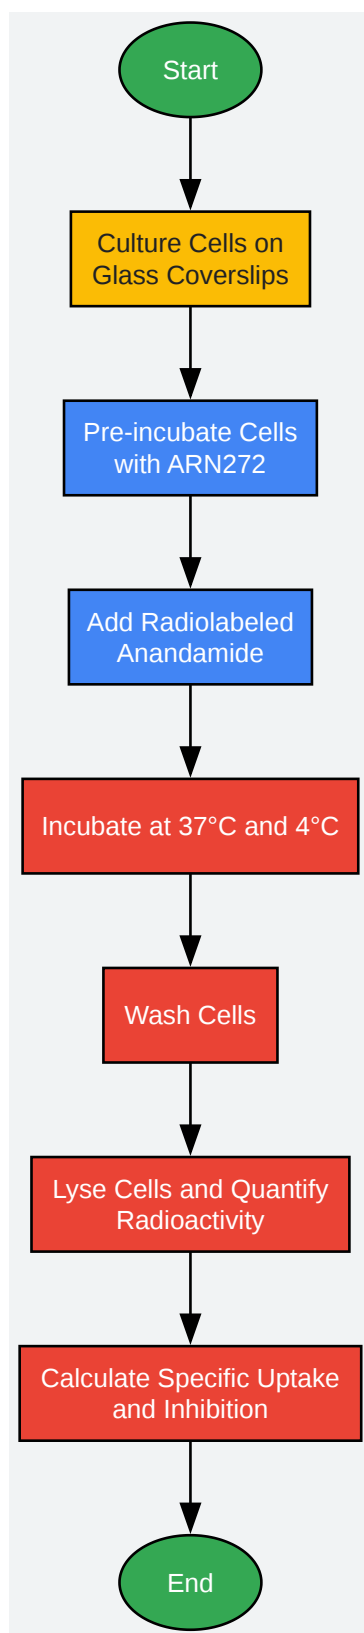 Start
Culture Cells on
Glass Coverslips
Pre-incubate Cells
with ARN272
Add Radiolabeled
Anandamide
Incubate at 37°C and 4°C
Wash Cells
Lyse Cells and Quantify
Radioactivity
Calculate Specific Uptake
and Inhibition
End